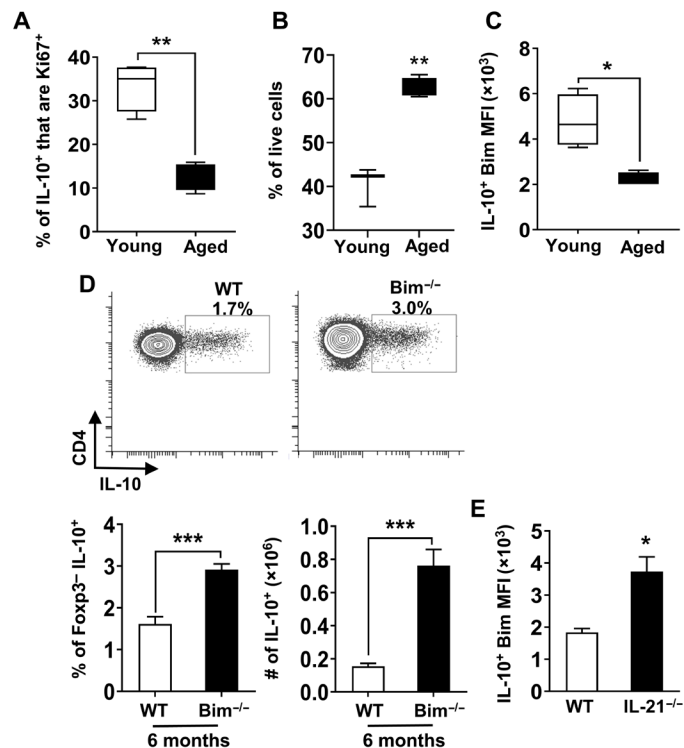 A
% of IL-10⁺ that are Ki67⁺
50
40
30
20
10
0
**
Young Aged
B
% of live cells
70
60
50
40
30
**
Young Aged
C
IL-10⁺ Bim MFI (×10³)
8
6
4
2
0
*
Young Aged
D
WT
1.7%
Bim⁻/⁻
3.0%
CD4
IL-10
% of Foxp3⁻ IL-10⁺
4
3
2
1
0
***
WT Bim⁻/⁻
6 months
# of IL-10⁺ (×10⁶)
1.0
0.8
0.6
0.4
0.2
0.0
***
WT Bim⁻/⁻
6 months
E
IL-10⁺ Bim MFI (×10³)
5
4
3
2
1
0
*
WT IL-21⁻/⁻